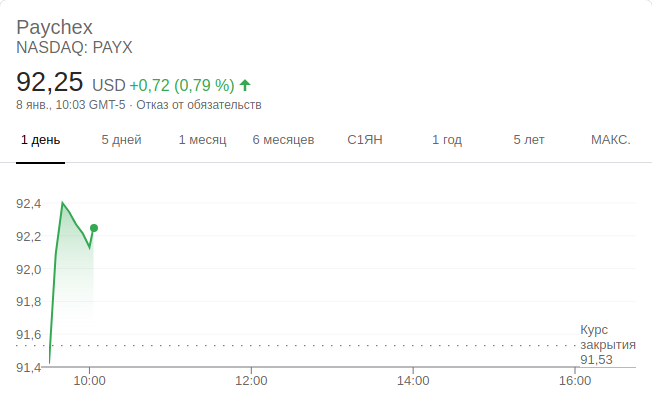 Paychex
NASDAQ: PAYX
92,25 USD +0,72 (0,79 %)
8 янв., 10:03 GMT-5 · Отказ от обязательств
1 день 5 дней 1 месяц 6 месяцев С1ЯН 1 год 5 лет МАКС.
92,4
92,2
92,0
91,8
91,6
91,4
Курс
закрытия
91,53
10:00 12:00 14:00 16:00